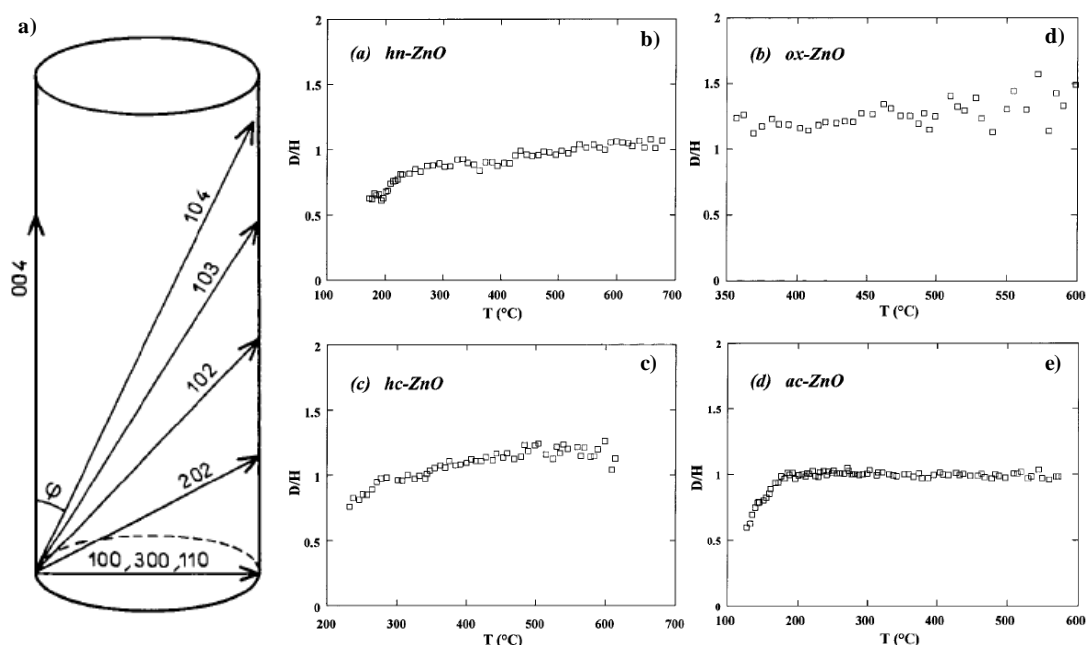 a)
004
104
103
102
202
φ
100, 300, 110
b)
(a) hn-ZnO
2
1.5
1
0.5
0
D/H
100 200 300 400 500 600 700
T (°C)
d)
(b) ox-ZnO
2
1.5
1
0.5
0
D/H
350 400 450 500 550 600
T (°C)
c)
(c) hc-ZnO
2
1.5
1
0.5
0
D/H
200 300 400 500 600 700
T (°C)
e)
(d) ac-ZnO
2
1.5
1
0.5
0
D/H
100 200 300 400 500 600
T (°C)